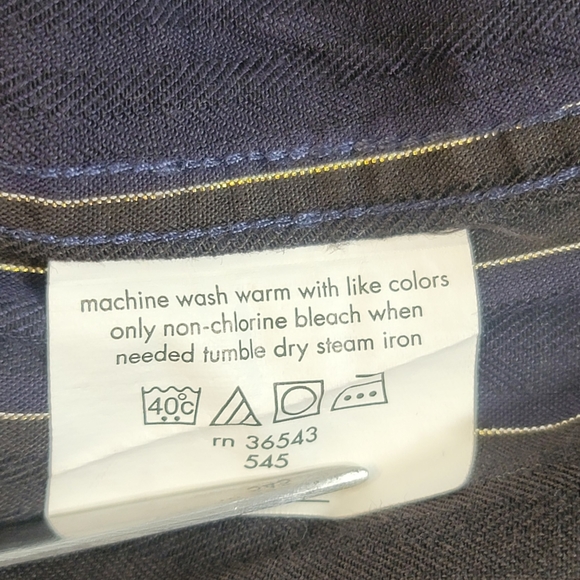 machine wash warm with like colors
only non-chlorine bleach when
needed tumble dry steam iron
40°c
rn 36543
545